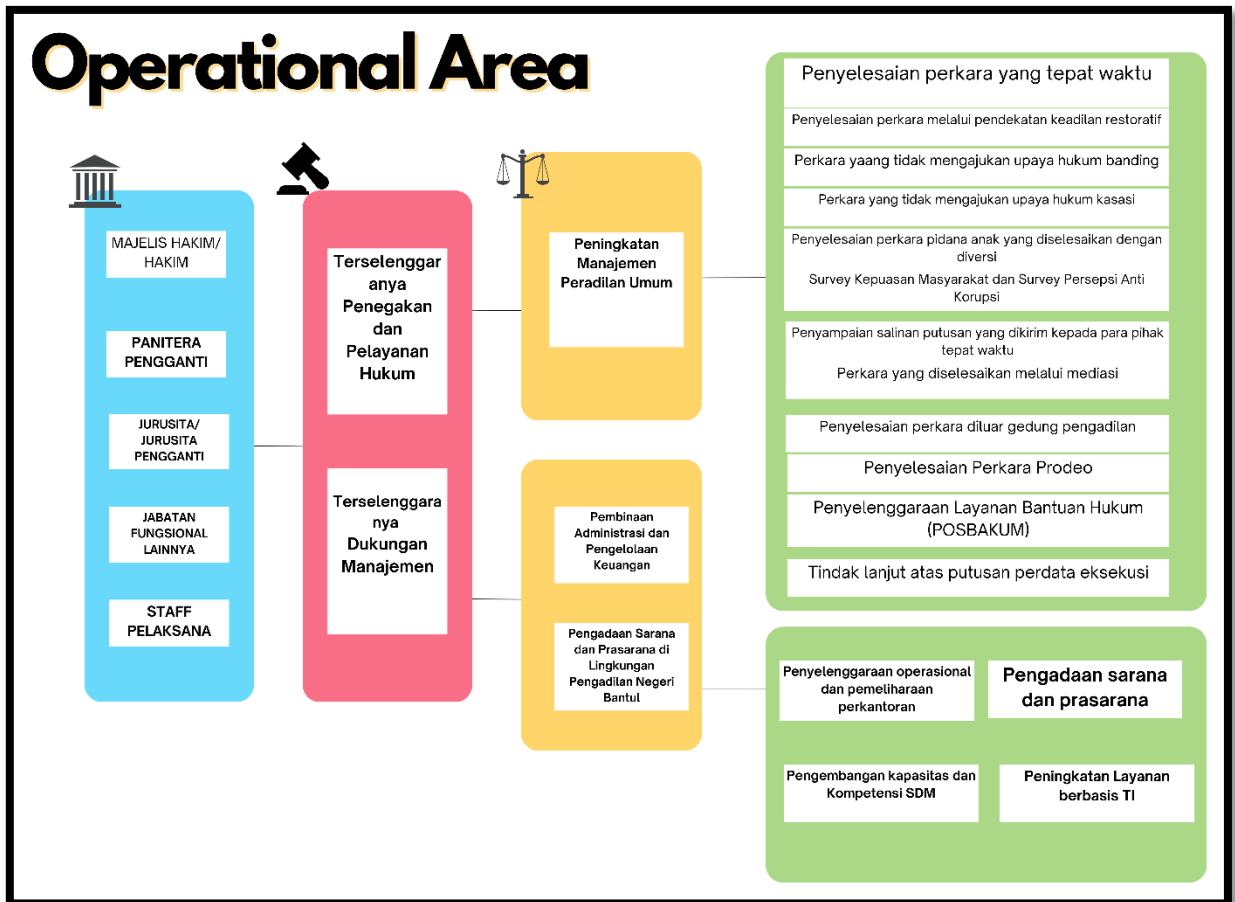 Operational Area
MAJELIS HAKIM/
HAKIM
PANITERA
PENGGANTI
JURUSITA/
JURUSITA
PENGGANTI
JABATAN
FUNGSIONAL
LAINNYA
STAFF
PELAKSANA
Terselenggar
anya
Penegakan
dan
Pelayanan
Hukum
Terselenggara
nya
Dukungan
Manajemen
Peningkatan
Manajemen
Peradilan Umum
Pembinaan
Administrasi dan
Pengelolaan
Keuangan
Pengadaan Sarana
dan Prasarana di
Lingkungan
Pengadilan Negeri
Bantul
Penyelesaian perkara yang tepat waktu
Penyelesaian perkara melalui pendekatan keadilan restoratif
Perkara yaang tidak mengajukan upaya hukum banding
Perkara yang tidak mengajukan upaya hukum kasasi
Penyelesaian perkara pidana anak yang diselesaikan dengan
diversi
Survey Kepuasan Masyarakat dan Survey Persepsi Anti
Korupsi
Penyampaian salinan putusan yang dikirim kepada para pihak
tepat waktu
Perkara yang diselesaikan melalui mediasi
Penyelesaian perkara diluar gedung pengadilan
Penyelesaian Perkara Prodeo
Penyelenggaraan Layanan Bantuan Hukum
(POSBAKUM)
Tindak lanjut atas putusan perdata eksekusi
Penyelenggaraan operasional
dan pemeliharaan
perkantoran
Pengadaan sarana
dan prasarana
Pengembangan kapasitas dan
Kompetensi SDM
Peningkatan Layanan
berbasis TI